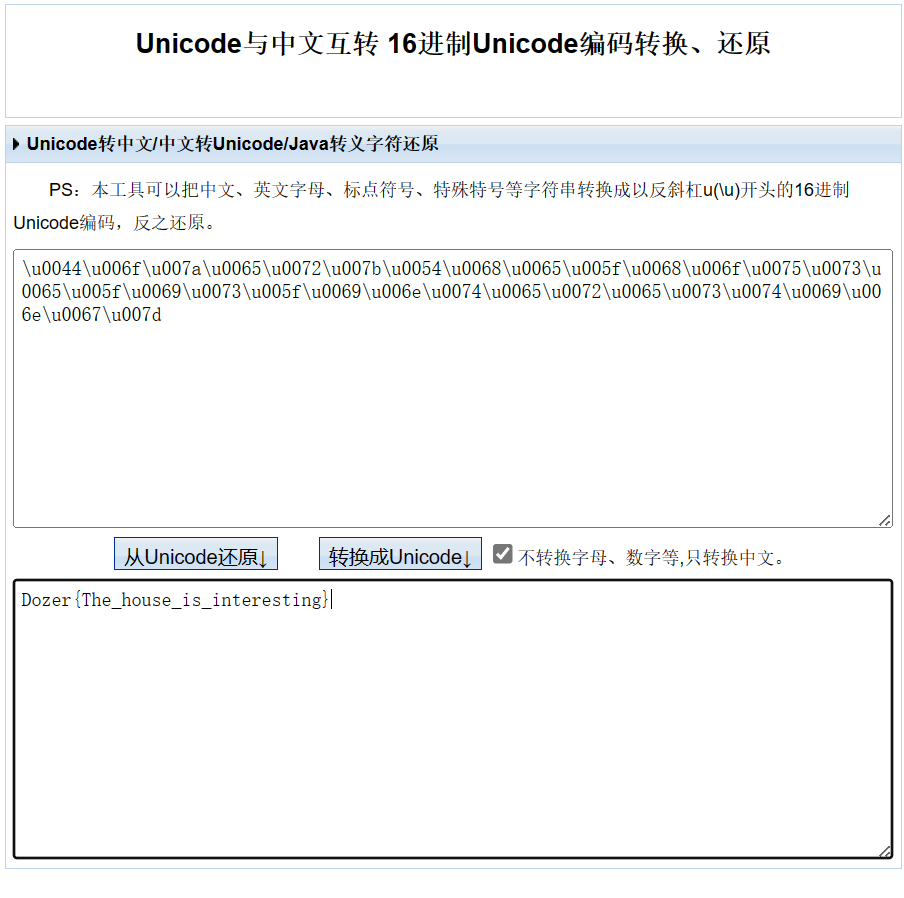 Unicode与中文互转 16进制Unicode编码转换、还原
Unicode转中文/中文转Unicode/Java转义字符还原
PS：本工具可以把中文、英文字母、标点符号、特殊特号等字符串转换成以反斜杠u(\u)开头的16进制
Unicode编码，反之还原。
\u0044\u006f\u007a\u0065\u0072\u007b\u0054\u0068\u0065\u005f\u0068\u006f\u0075\u0073\u
0065\u005f\u0069\u0073\u005f\u0069\u006e\u0074\u0065\u0072\u0065\u0073\u0074\u0069\u00
6e\u0067\u007d
从Unicode还原↓ 转换成Unicode↓ 不转换字母、数字等,只转换中文。
Dozer{The_house_is_interesting}